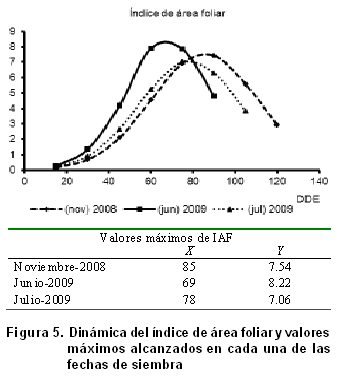 Índice de área foliar
9
8
7
6
5
4
3
2
1
0
0 20 40 60 80 100 120 140
DDE
(nov) 2008 (jun) 2009 (jul) 2009
Valores máximos de IAF
X Y
Noviembre-2008 85 7.54
Junio-2009 69 8.22
Julio-2009 78 7.06
Figura 5. Dinámica del índice de área foliar y valores
máximos alcanzados en cada una de las
fechas de siembra